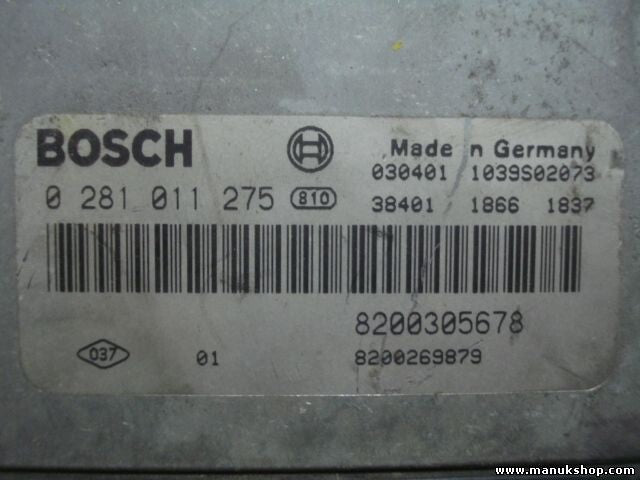 BOSCH
Made in Germany
030401 1039S02073
0 281 011 275 810
38401 1866 1837
8200305678
037 01 8200269879
www.manukshop.com